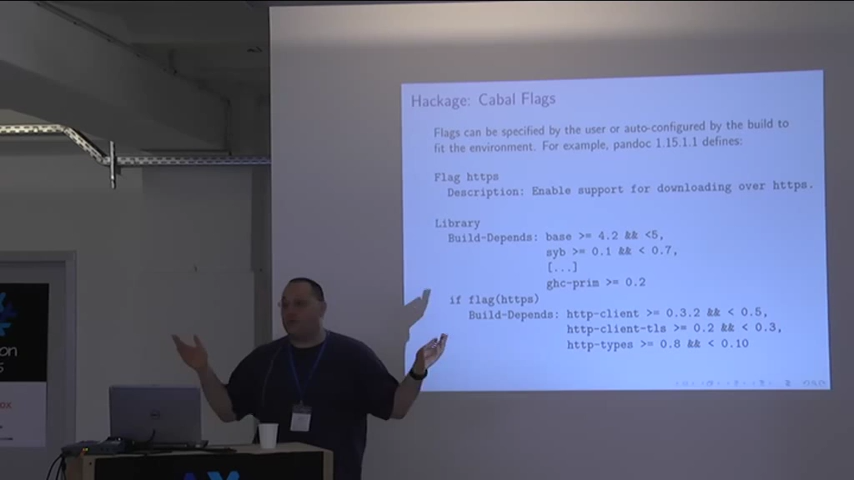 Hackage: Cabal Flags
Flags can be specified by the user or auto-configured by the build to
fit the environment. For example, pandoc 1.15.1.1 defines:
Flag https
Description: Enable support for downloading over https.
Library
Build-Depends: base >= 4.2 && <5,
syb >= 0.1 && < 0.7,
[...]
ghc-prim >= 0.2
if flag(https)
Build-Depends: http-client >= 0.3.2 && < 0.5,
http-client-tls >= 0.2 && < 0.3,
http-types >= 0.8 && < 0.10